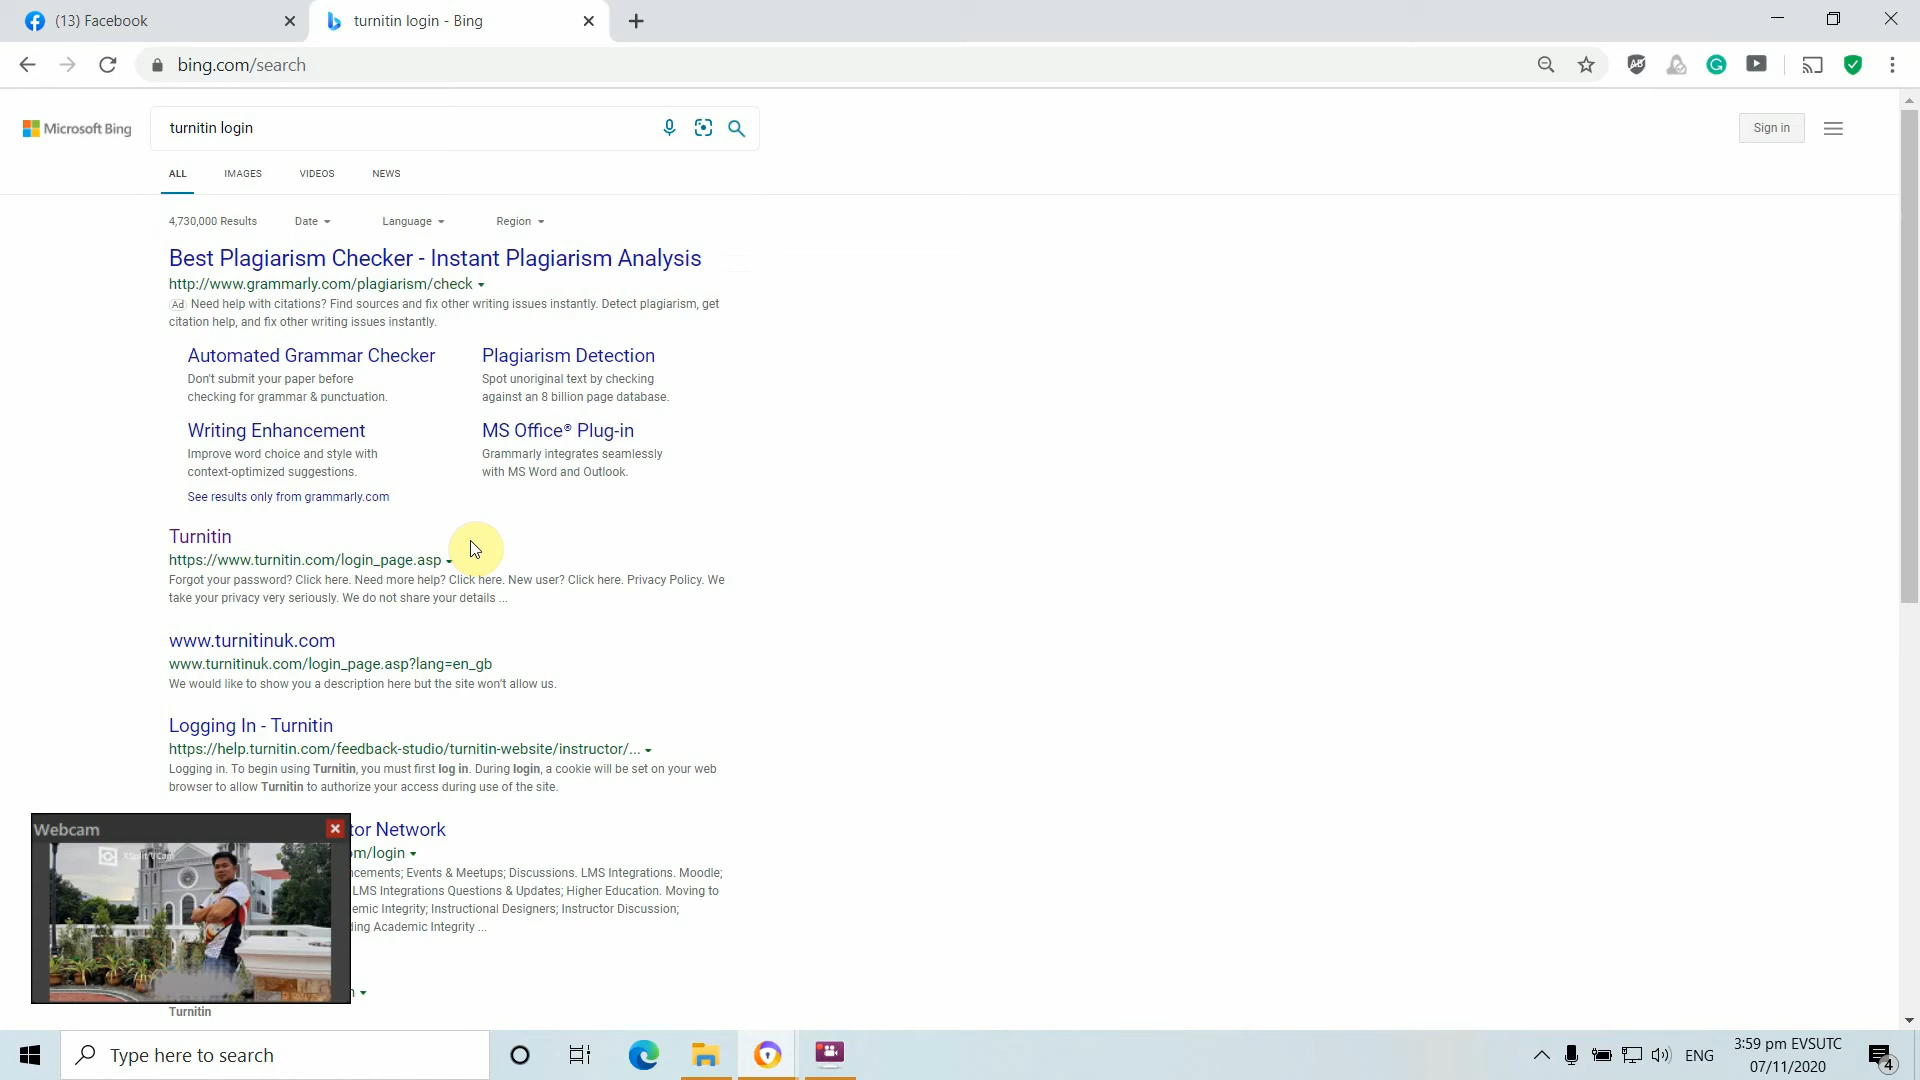 (13) Facebook
turnitin login - Bing
bing.com/search
Microsoft Bing
turnitin login
Sign in
ALL
IMAGES
VIDEOS
NEWS
4,730,000 Results
Date
Language
Region
Best Plagiarism Checker - Instant Plagiarism Analysis
http://www.grammarly.com/plagiarism/check
Ad Need help with citations? Find sources and fix other writing issues instantly. Detect plagiarism, get
citation help, and fix other writing issues instantly.
Automated Grammar Checker
Don't submit your paper before
checking for grammar & punctuation.
Plagiarism Detection
Spot unoriginal text by checking
against an 8 billion page database.
Writing Enhancement
Improve word choice and style with
context-optimized suggestions.
MS Office® Plug-in
Grammarly integrates seamlessly
with MS Word and Outlook.
See results only from grammarly.com
Turnitin
https://www.turnitin.com/login_page.asp
Forgot your password? Click here. Need more help? Click here. New user? Click here. Privacy Policy. We
take your privacy very seriously. We do not share your details ...
www.turnitinuk.com
www.turnitinuk.com/login_page.asp?lang=en_gb
We would like to show you a description here but the site won't allow us.
Logging In - Turnitin
https://help.turnitin.com/feedback-studio/turnitin-website/instructor/...
Logging in. To begin using Turnitin, you must first log in. During login, a cookie will be set on your web
browser to allow Turnitin to authorize your access during use of the site.
Webcam
XSplit VCam
tor Network
om/login
ncements; Events & Meetups; Discussions. LMS Integrations. Moodle;
LMS Integrations Questions & Updates; Higher Education. Moving to
emic Integrity; Instructional Designers; Instructor Discussion;
ding Academic Integrity ...
Turnitin
Type here to search
ENG
3:59 pm EVSUTC
07/11/2020
4